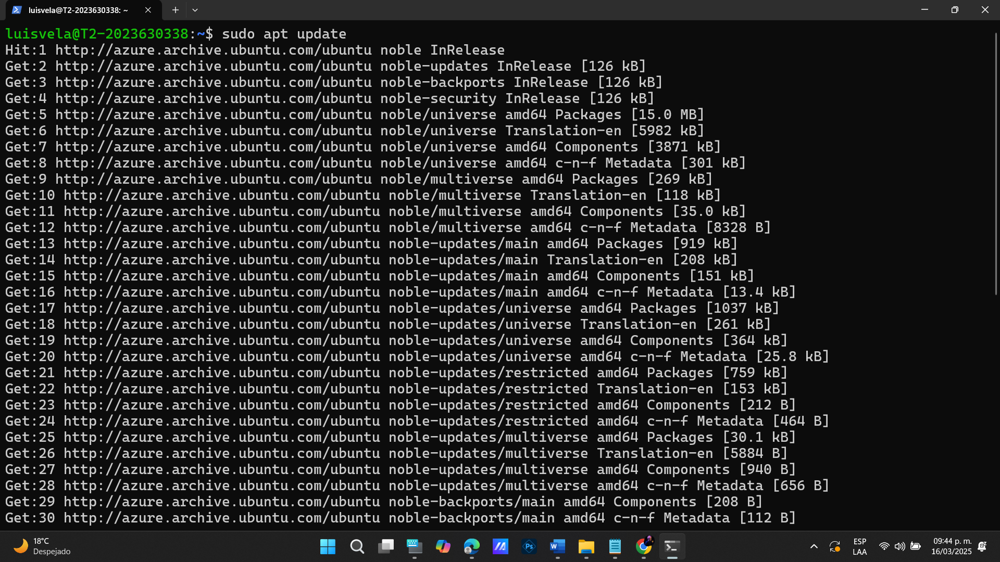 luisvela@T2-2023630338: ~
luisvela@T2-2023630338:~$ sudo apt update
Hit:1 http://azure.archive.ubuntu.com/ubuntu noble InRelease
Get:2 http://azure.archive.ubuntu.com/ubuntu noble-updates InRelease [126 kB]
Get:3 http://azure.archive.ubuntu.com/ubuntu noble-backports InRelease [126 kB]
Get:4 http://azure.archive.ubuntu.com/ubuntu noble-security InRelease [126 kB]
Get:5 http://azure.archive.ubuntu.com/ubuntu noble/universe amd64 Packages [15.0 MB]
Get:6 http://azure.archive.ubuntu.com/ubuntu noble/universe Translation-en [5982 kB]
Get:7 http://azure.archive.ubuntu.com/ubuntu noble/universe amd64 Components [3871 kB]
Get:8 http://azure.archive.ubuntu.com/ubuntu noble/universe amd64 c-n-f Metadata [301 kB]
Get:9 http://azure.archive.ubuntu.com/ubuntu noble/multiverse amd64 Packages [269 kB]
Get:10 http://azure.archive.ubuntu.com/ubuntu noble/multiverse Translation-en [118 kB]
Get:11 http://azure.archive.ubuntu.com/ubuntu noble/multiverse amd64 Components [35.0 kB]
Get:12 http://azure.archive.ubuntu.com/ubuntu noble/multiverse amd64 c-n-f Metadata [8328 B]
Get:13 http://azure.archive.ubuntu.com/ubuntu noble-updates/main amd64 Packages [919 kB]
Get:14 http://azure.archive.ubuntu.com/ubuntu noble-updates/main Translation-en [208 kB]
Get:15 http://azure.archive.ubuntu.com/ubuntu noble-updates/main amd64 Components [151 kB]
Get:16 http://azure.archive.ubuntu.com/ubuntu noble-updates/main amd64 c-n-f Metadata [13.4 kB]
Get:17 http://azure.archive.ubuntu.com/ubuntu noble-updates/universe amd64 Packages [1037 kB]
Get:18 http://azure.archive.ubuntu.com/ubuntu noble-updates/universe Translation-en [261 kB]
Get:19 http://azure.archive.ubuntu.com/ubuntu noble-updates/universe amd64 Components [364 kB]
Get:20 http://azure.archive.ubuntu.com/ubuntu noble-updates/universe amd64 c-n-f Metadata [25.8 kB]
Get:21 http://azure.archive.ubuntu.com/ubuntu noble-updates/restricted amd64 Packages [759 kB]
Get:22 http://azure.archive.ubuntu.com/ubuntu noble-updates/restricted Translation-en [153 kB]
Get:23 http://azure.archive.ubuntu.com/ubuntu noble-updates/restricted amd64 Components [212 B]
Get:24 http://azure.archive.ubuntu.com/ubuntu noble-updates/restricted amd64 c-n-f Metadata [464 B]
Get:25 http://azure.archive.ubuntu.com/ubuntu noble-updates/multiverse amd64 Packages [30.1 kB]
Get:26 http://azure.archive.ubuntu.com/ubuntu noble-updates/multiverse Translation-en [5884 B]
Get:27 http://azure.archive.ubuntu.com/ubuntu noble-updates/multiverse amd64 Components [940 B]
Get:28 http://azure.archive.ubuntu.com/ubuntu noble-updates/multiverse amd64 c-n-f Metadata [656 B]
Get:29 http://azure.archive.ubuntu.com/ubuntu noble-backports/main amd64 Components [208 B]
Get:30 http://azure.archive.ubuntu.com/ubuntu noble-backports/main amd64 c-n-f Metadata [112 B]
18°C
Despejado
Ps
W
ESP
LAA
09:44 p. m.
16/03/2025